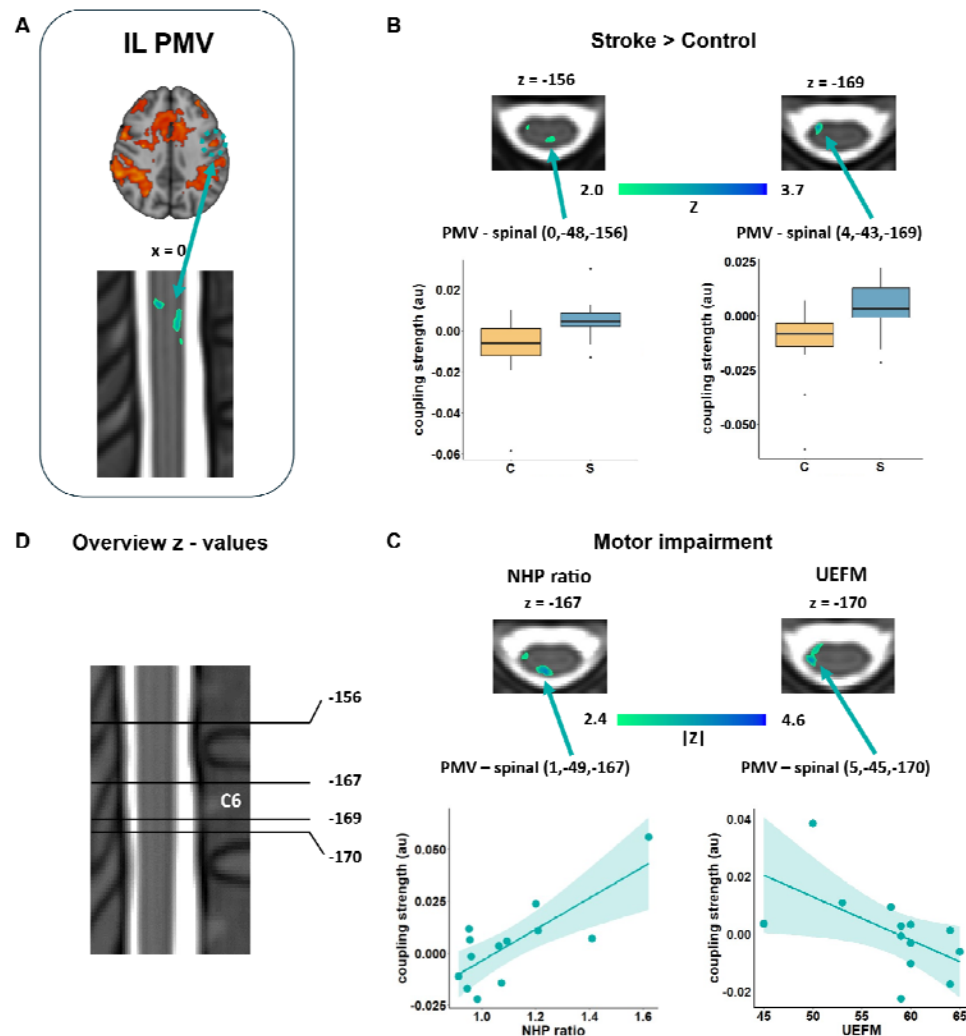 A
IL PMV
x = 0
B
Stroke > Control
z = -156
z = -169
2.0
3.7
Z
PMV - spinal (0,-48,-156)
PMV - spinal (4,-43,-169)
coupling strength (au)
0.02
0.00
-0.02
-0.04
-0.06
C
S
coupling strength (au)
0.025
0.000
-0.025
-0.050
C
S
D
Overview z - values
-156
-167
C6
-169
-170
C
Motor impairment
NHP ratio
UEFM
z = -167
z = -170
2.4
4.6
|Z|
PMV – spinal (1,-49,-167)
PMV – spinal (5,-45,-170)
coupling strength (au)
0.050
0.025
0.000
-0.025
1.0
1.2
1.4
1.6
NHP ratio
coupling strength (au)
0.04
0.02
0.00
-0.02
45
50
55
60
65
UEFM